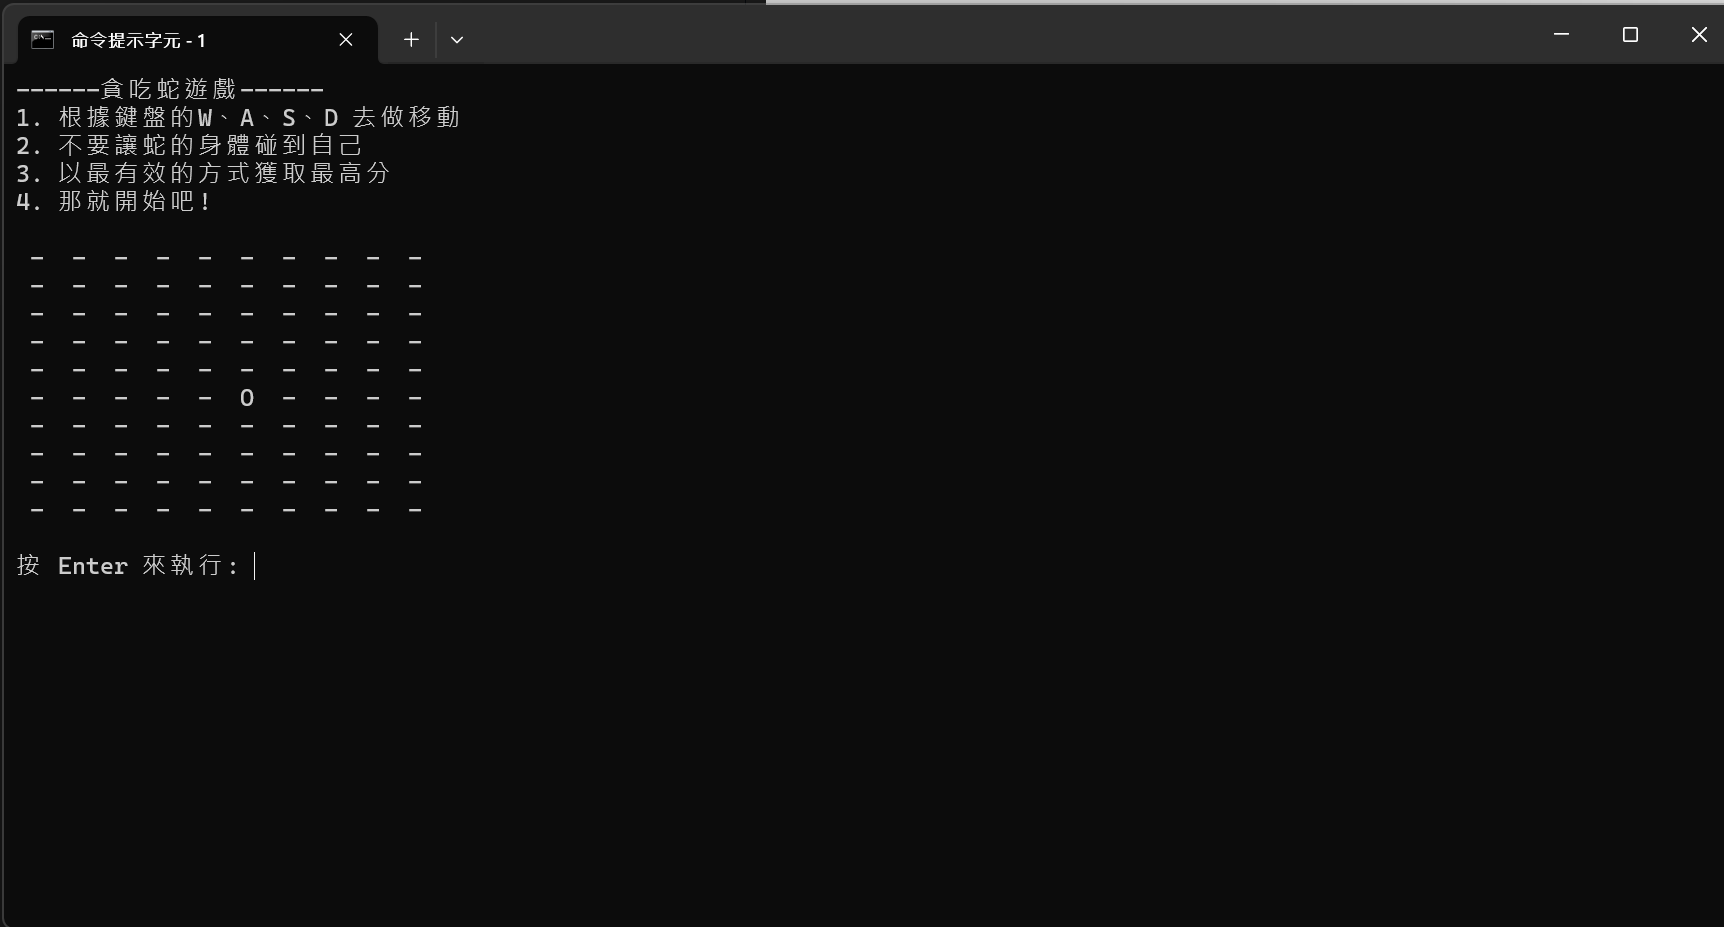 命令提示字元 - 1
------貪吃蛇遊戲------
1. 根據鍵盤的W、A、S、D 去做移動
2. 不要讓蛇的身體碰到自己
3. 以最有效的方式獲取最高分
4. 那就開始吧!
- - - - - - - - - -
- - - - - - - - - -
- - - - - - - - - -
- - - - - - - - - -
- - - - - - - - - -
- - - - - O - - - -
- - - - - - - - - -
- - - - - - - - - -
- - - - - - - - - -
- - - - - - - - - -
按 Enter 來執行: